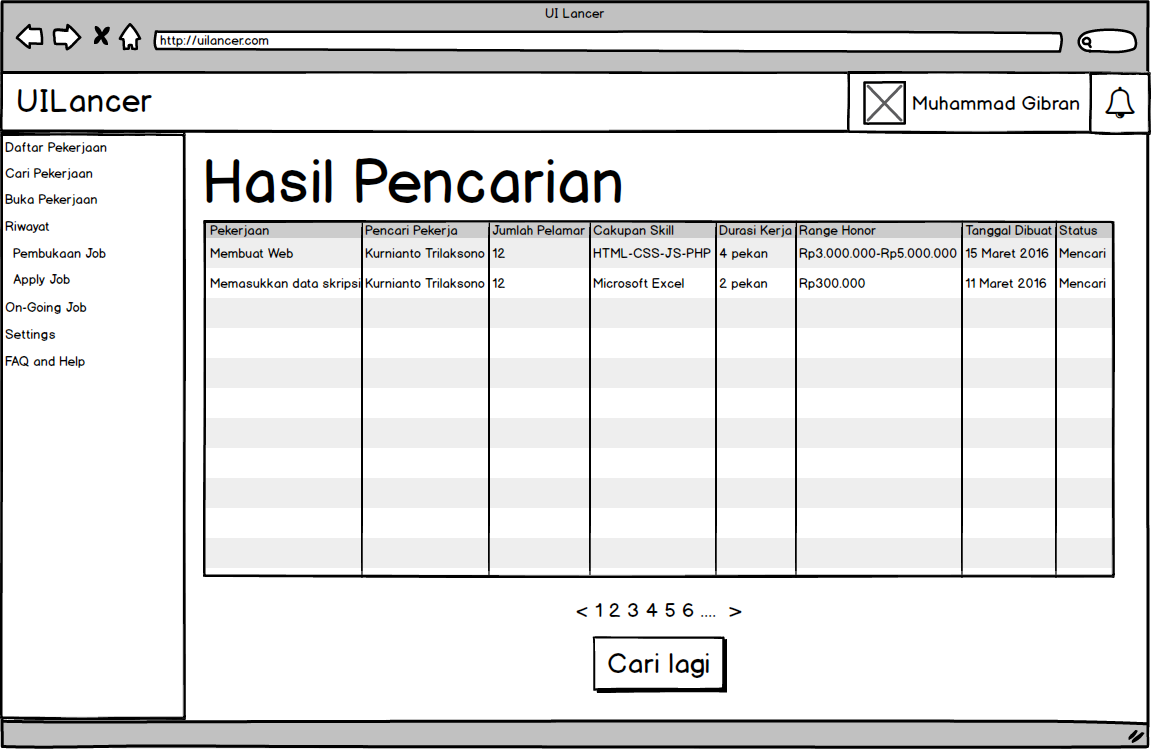 UI Lancer
http://uilancer.com
UILancer
Muhammad Gibran
Daftar Pekerjaan
Cari Pekerjaan
Buka Pekerjaan
Riwayat
Pembukaan Job
Apply Job
On-Going Job
Settings
FAQ and Help
Hasil Pencarian
Pekerjaan Pencari Pekerja Jumlah Pelamar Cakupan Skill Durasi Kerja Range Honor Tanggal Dibuat Status
Membuat Web Kurnianto Trilaksono 12 HTML-CSS-JS-PHP 4 pekan Rp3.000.000-Rp5.000.000 15 Maret 2016 Mencari
Memasukkan data skripsi Kurnianto Trilaksono 12 Microsoft Excel 2 pekan Rp300.000 11 Maret 2016 Mencari
< 1 2 3 4 5 6 .... >
Cari lagi